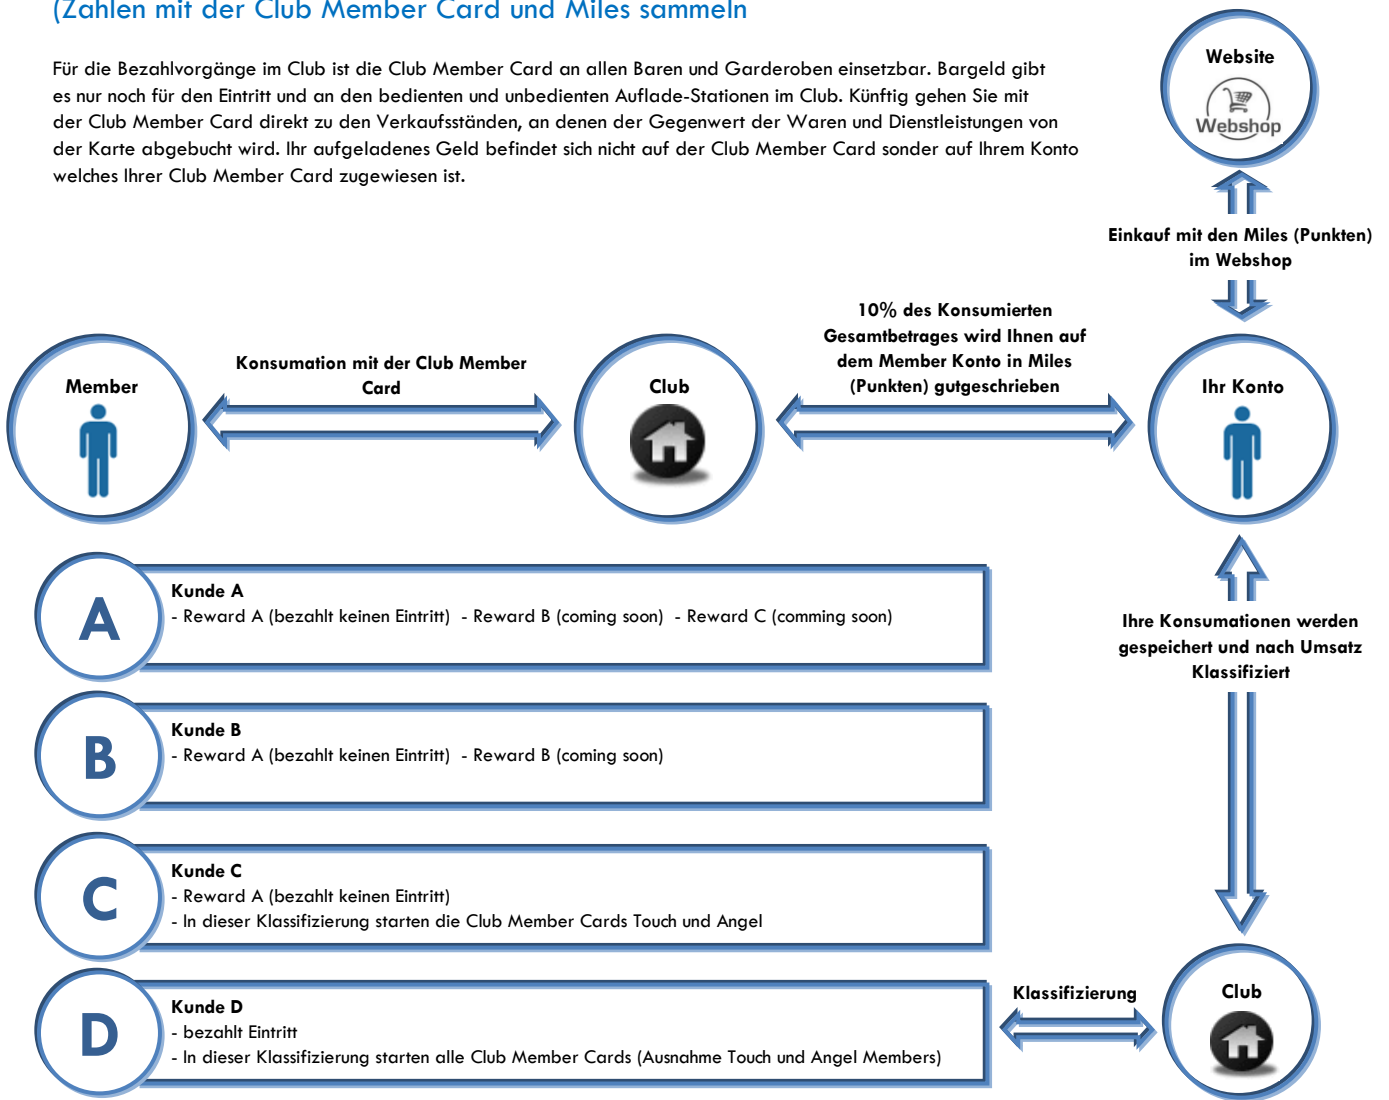 (Zahlen mit der Club Member Card und Miles sammeln
Für die Bezahlvorgänge im Club ist die Club Member Card an allen Baren und Garderoben einsetzbar. Bargeld gibt
es nur noch für den Eintritt und an den bedienten und unbedienten Auflade-Stationen im Club. Künftig gehen Sie mit
der Club Member Card direkt zu den Verkaufsständen, an denen der Gegenwert der Waren und Dienstleistungen von
der Karte abgebucht wird. Ihr aufgeladenes Geld befindet sich nicht auf der Club Member Card sonder auf Ihrem Konto
welches Ihrer Club Member Card zugewiesen ist.
Website
Webshop
Einkauf mit den Miles (Punkten)
im Webshop
Member
Konsumation mit der Club Member
Card
Club
10% des Konsumierten
Gesamtbetrages wird Ihnen auf
dem Member Konto in Miles
(Punkten) gutgeschrieben
Ihr Konto
A
Kunde A
- Reward A (bezahlt keinen Eintritt)  - Reward B (coming soon)  - Reward C (comming soon)
Ihre Konsumationen werden
gespeichert und nach Umsatz
Klassifiziert
B
Kunde B
- Reward A (bezahlt keinen Eintritt)  - Reward B (coming soon)
C
Kunde C
- Reward A (bezahlt keinen Eintritt)
- In dieser Klassifizierung starten die Club Member Cards Touch und Angel
D
Kunde D
- bezahlt Eintritt
- In dieser Klassifizierung starten alle Club Member Cards (Ausnahme Touch und Angel Members)
Klassifizierung
Club